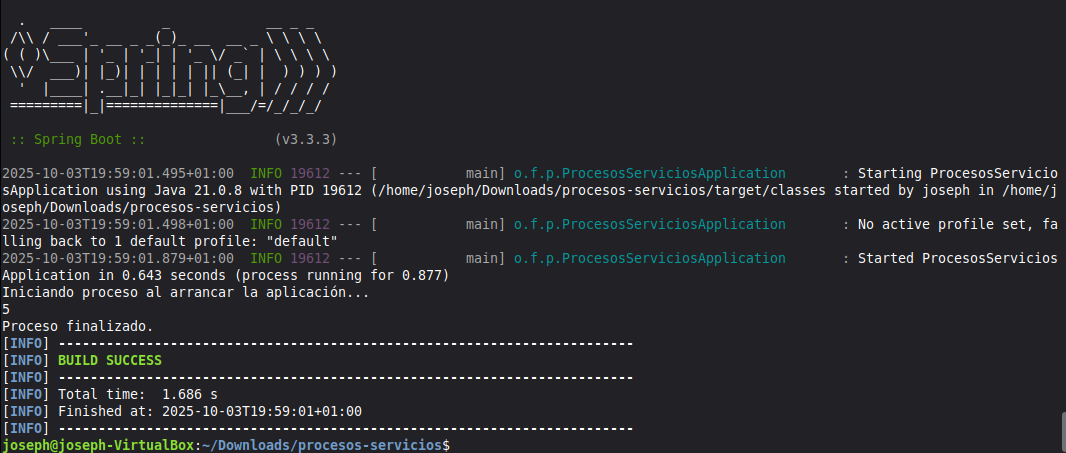 .   ____          _            __ _ _
 /\\ / ___'_ __ _ _(_)_ __  __ _ \ \ \ \
( ( )\___ | '_ | '_| | '_ \/ _` | \ \ \ \
 \\/  ___)| |_)| | | | | || (_| |  ) ) ) )
  '  |____| .__|_| |_|_| |_\__, | / / / /
 =========|_|==============|___/=/_/_/_/

 :: Spring Boot ::                (v3.3.3)

2025-10-03T19:59:01.495+01:00  INFO 19612 --- [           main] o.f.p.ProcesosServiciosApplication       : Starting ProcesosServicio
sApplication using Java 21.0.8 with PID 19612 (/home/joseph/Downloads/procesos-servicios/target/classes started by joseph in /home/j
oseph/Downloads/procesos-servicios)
2025-10-03T19:59:01.498+01:00  INFO 19612 --- [           main] o.f.p.ProcesosServiciosApplication       : No active profile set, fa
lling back to 1 default profile: "default"
2025-10-03T19:59:01.879+01:00  INFO 19612 --- [           main] o.f.p.ProcesosServiciosApplication       : Started ProcesosServicios
Application in 0.643 seconds (process running for 0.877)
Iniciando proceso al arrancar la aplicación...
5
Proceso finalizado.
[INFO] ------------------------------------------------------------------------
[INFO] BUILD SUCCESS
[INFO] ------------------------------------------------------------------------
[INFO] Total time:  1.686 s
[INFO] Finished at: 2025-10-03T19:59:01+01:00
[INFO] ------------------------------------------------------------------------
joseph@joseph-VirtualBox:~/Downloads/procesos-servicios$